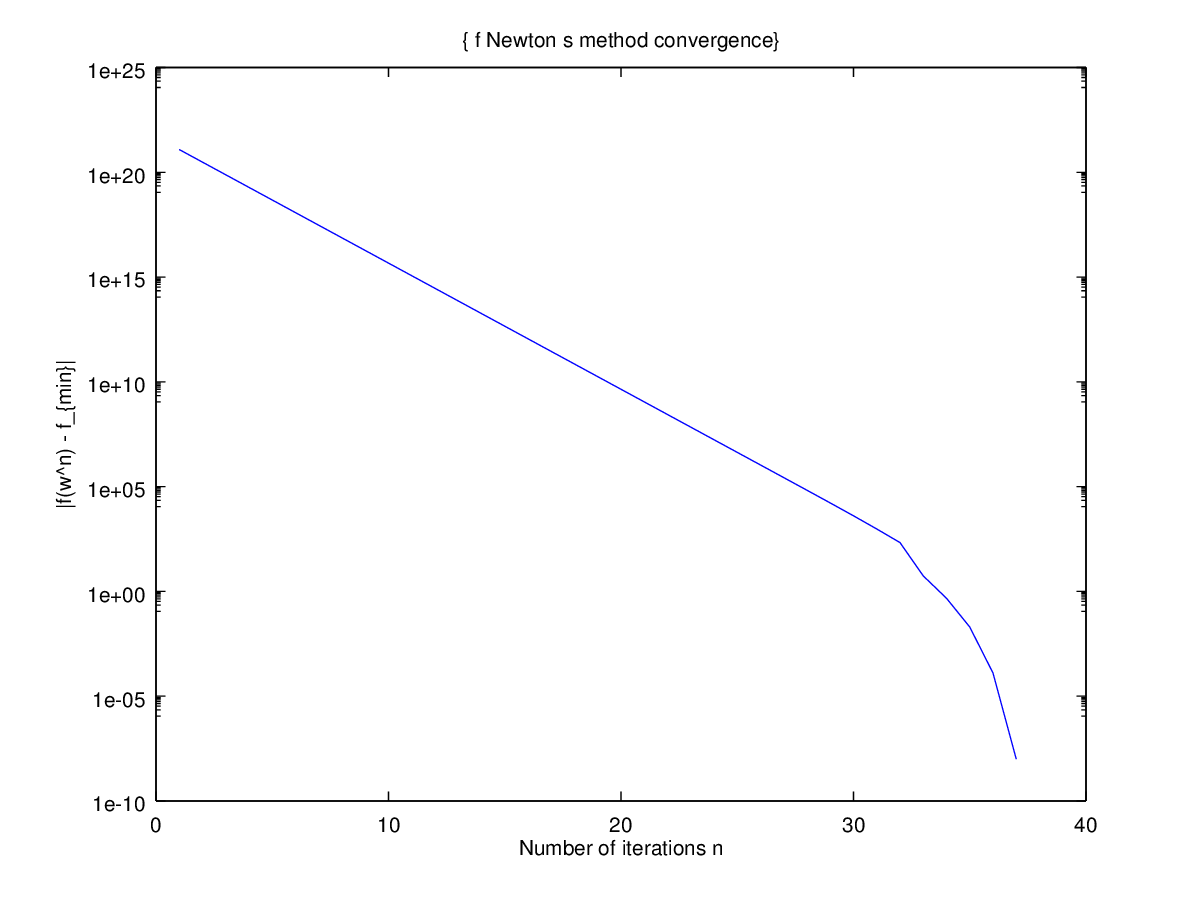 { f Newton s method convergence}
1e+25
1e+20
1e+15
1e+10
1e+05
1e+00
1e-05
1e-10
|f(w^n) - f_{min}|
0 10 20 30 40
Number of iterations n